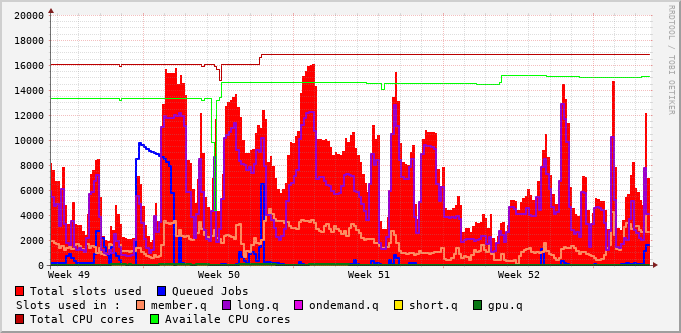 20000
18000
16000
14000
12000
10000
8000
6000
4000
2000
0
Week 49 Week 50 Week 51 Week 52
Total slots used Queued Jobs
Slots used in : member.q long.q ondemand.q short.q gpu.q
Total CPU cores Availale CPU cores
RRDTOOL / TOBI OETIKER